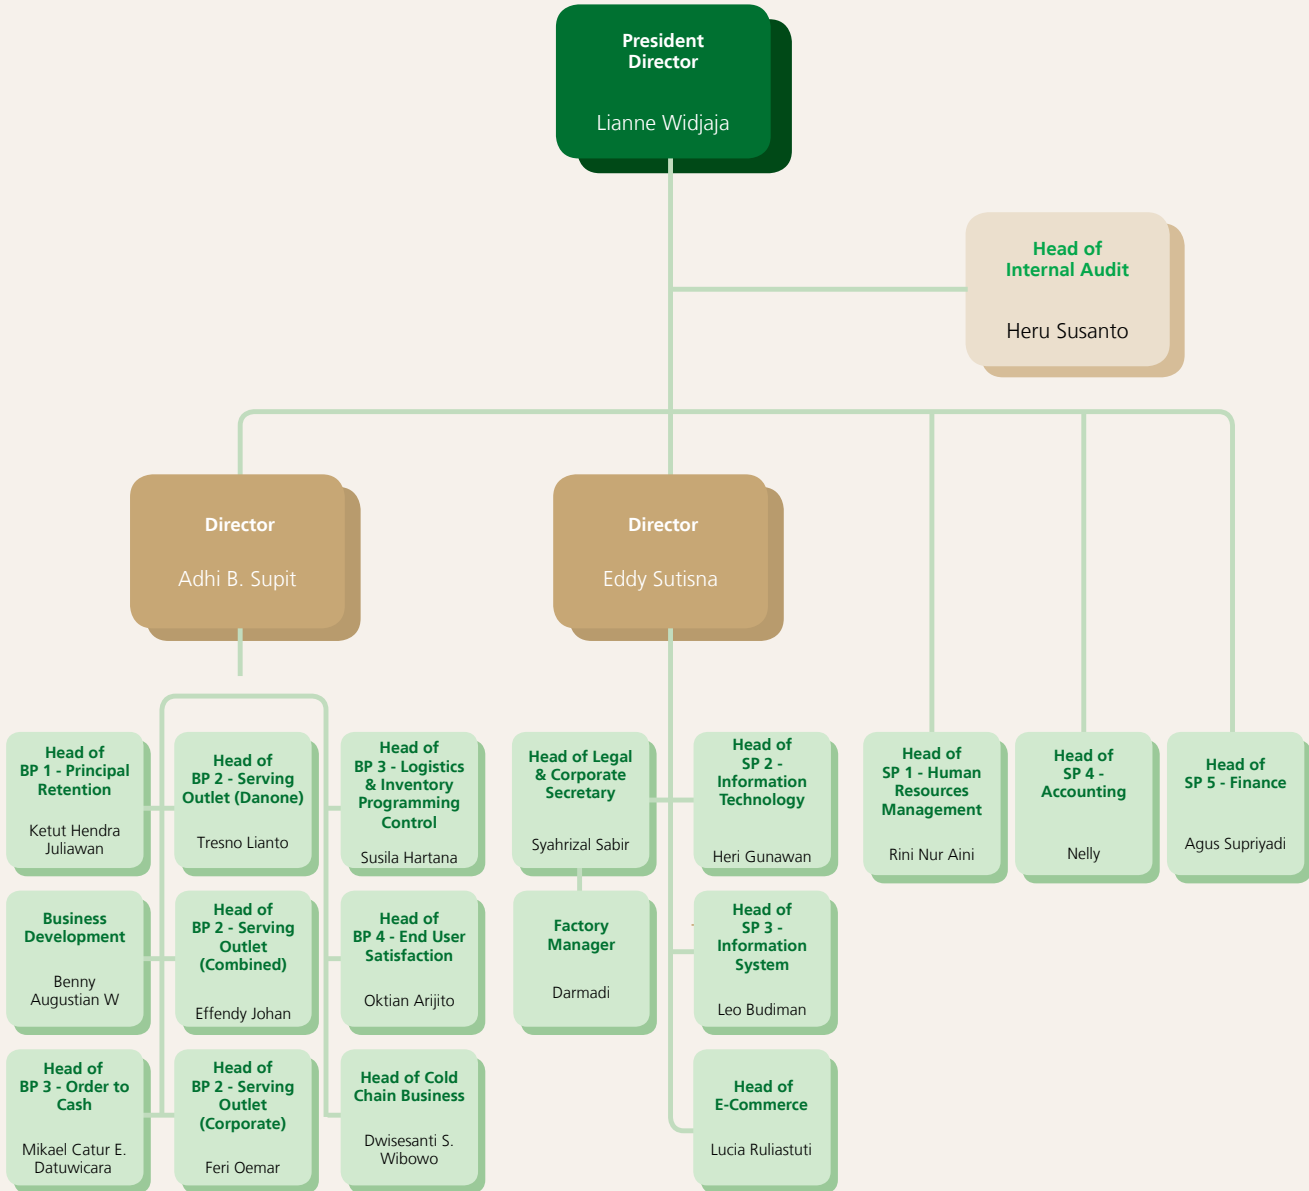 President
Director
Lianne Widjaja
Head of
Internal Audit
Heru Susanto
Director
Adhi B. Supit
Director
Eddy Sutisna
Head of
BP 1 - Principal
Retention
Ketut Hendra
Juliawan
Head of
BP 2 - Serving
Outlet (Danone)
Tresno Lianto
Head of
BP 3 - Logistics
& Inventory
Programming
Control
Susila Hartana
Head of Legal
& Corporate
Secretary
Syahrizal Sabir
Head of
SP 2 -
Information
Technology
Heri Gunawan
Head of
SP 1 - Human
Resources
Management
Rini Nur Aini
Head of
SP 4 -
Accounting
Nelly
Head of
SP 5 - Finance
Agus Supriyadi
Business
Development
Benny
Augustian W
Head of
BP 2 - Serving
Outlet
(Combined)
Effendy Johan
Head of
BP 4 - End User
Satisfaction
Oktian Arijito
Factory
Manager
Darmadi
Head of
SP 3 -
Information
System
Leo Budiman
Head of
BP 3 - Order to
Cash
Mikael Catur E.
Datuwicara
Head of
BP 2 - Serving
Outlet
(Corporate)
Feri Oemar
Head of Cold
Chain Business
Dwisesanti S.
Wibowo
Head of
E-Commerce
Lucia Ruliastuti